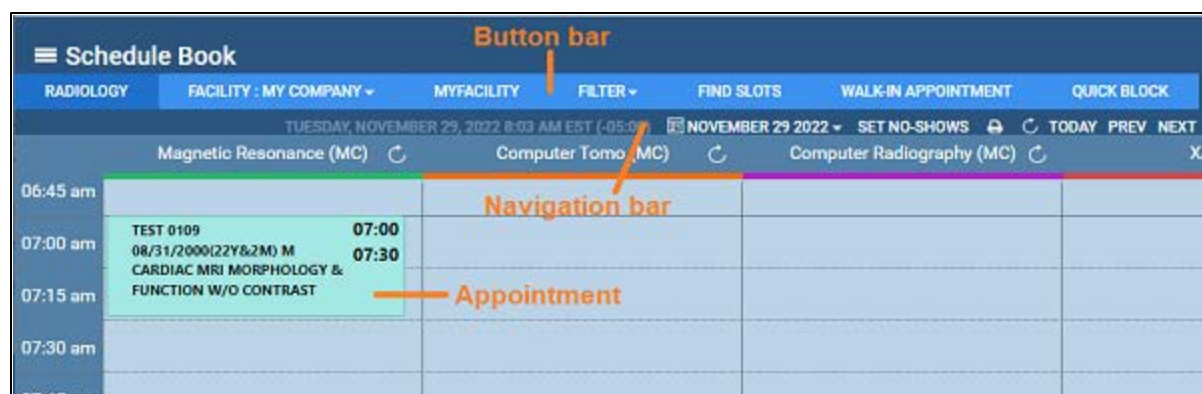 Button bar
Schedule Book
RADIOLOGY FACILITY : MY COMPANY MYFACILITY FILTER FIND SLOTS WALK-IN APPOINTMENT QUICK BLOCK
TUESDAY, NOVEMBER 29, 2022 8:03 AM EST (-05:00) NOVEMBER 29 2022 SET NO-SHOWS TODAY PREV NEXT
Magnetic Resonance (MC) Computer Tomo (MC) Computer Radiography (MC)
06:45 am
Navigation bar
TEST 0109 07:00
07:00 am
08/31/2000(22Y&2M) M 07:30
CARDIAC MRI MORPHOLOGY &
FUNCTION W/O CONTRAST
07:15 am
Appointment
07:30 am